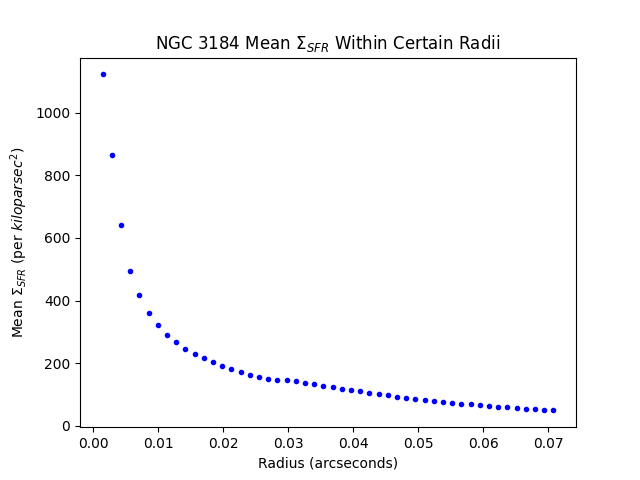 NGC 3184 Mean Σ_SFR Within Certain Radii
Mean Σ_SFR (per kiloparsec²)
1000
800
600
400
200
0
0.00 0.01 0.02 0.03 0.04 0.05 0.06 0.07
Radius (arcseconds)